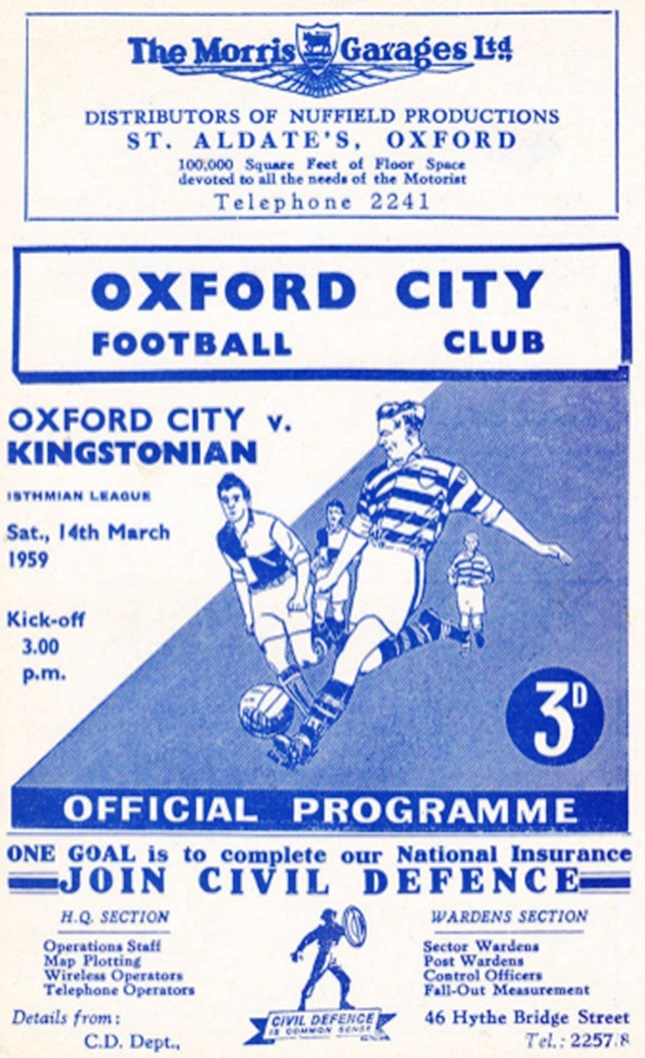 The Morris Garages Ltd.
DISTRIBUTORS OF NUFFIELD PRODUCTIONS
ST. ALDATE'S, OXFORD
100,000 Square Feet of Floor Space
devoted to all the needs of the Motorist
Telephone 2241
OXFORD CITY
FOOTBALL CLUB
OXFORD CITY v.
KINGSTONIAN
ISTHMIAN LEAGUE
Sat., 14th March
1959
Kick-off
3.00
p.m.
3D
OFFICIAL PROGRAMME
ONE GOAL is to complete our National Insurance
JOIN CIVIL DEFENCE
H.Q. SECTION
Operations Staff
Map Plotting
Wireless Operators
Telephone Operators
WARDENS SECTION
Sector Wardens
Post Wardens
Control Officers
Fall-Out Measurement
CIVIL DEFENCE
IS COMMON SENSE
Details from:
C.D. Dept.,
46 Hythe Bridge Street
Tel.: 2257/8